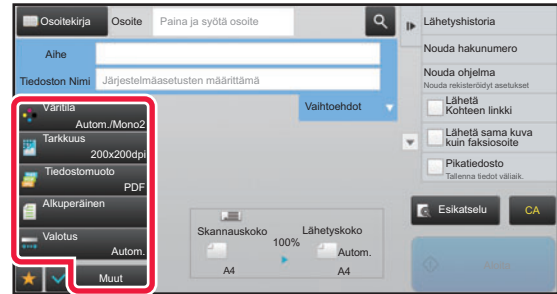 Osoitekirja
Osoite
Paina ja syötä osoite
Aihe
Tiedoston Nimi
Järjestelmäasetusten määrittämä
Vaihtoehdot
Väritila
Autom./Mono2
Tarkkuus
200x200dpi
Tiedostomuoto
PDF
Alkuperäinen
Valotus
Autom.
Muut
Skannauskoko
100%
Lähetyskoko
Autom.
A4
A4
Lähetyshistoria
Nouda hakunumero
Nouda ohjelma
Nouda rekisteröidyt asetukset
Lähetä
Kohteen linkki
Lähetä sama kuva
kuin faksiosoite
Pikatiedosto
Tallenna tiedot väliaik.
Esikatselu
CA